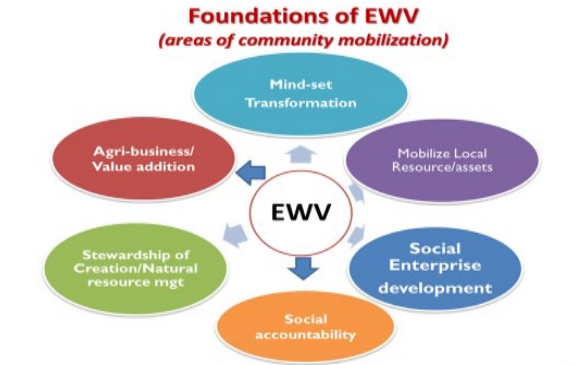 Foundations of EWV
(areas of community mobilization)
Mind-set
Transformation
Agri-business/
Value addition
Mobilize Local
Resource/assets
EWV
Stewardship of
Creation/Natural
resource mgt
Social
Enterprise
development
Social
accountability